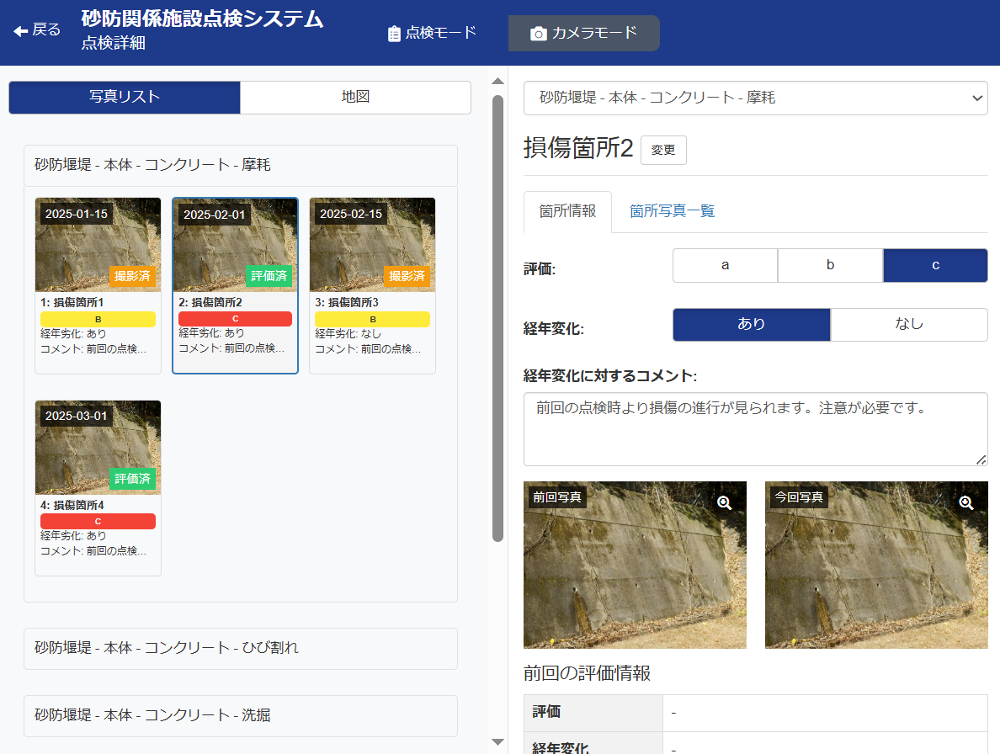 戻る
砂防関係施設点検システム
点検詳細
点検モード
カメラモード
写真リスト
地図
砂防堰堤 - 本体 - コンクリート - 摩耗
2025-01-15
撮影済
1: 損傷箇所1
B
経年劣化: あり
コメント: 前回の点検...
2025-02-01
評価済
2: 損傷箇所2
C
経年劣化: あり
コメント: 前回の点検...
2025-02-15
撮影済
3: 損傷箇所3
B
経年劣化: なし
コメント: 前回の点検...
2025-03-01
評価済
4: 損傷箇所4
C
経年劣化: あり
コメント: 前回の点検...
砂防堰堤 - 本体 - コンクリート - ひび割れ
砂防堰堤 - 本体 - コンクリート - 洗掘
砂防堰堤 - 本体 - コンクリート - 摩耗
損傷箇所2
変更
箇所情報
箇所写真一覧
評価:
a
b
c
経年変化:
あり
なし
経年変化に対するコメント:
前回の点検時より損傷の進行が見られます。注意が必要です。
前回写真
今回写真
前回の評価情報
評価
-
経年変化
-